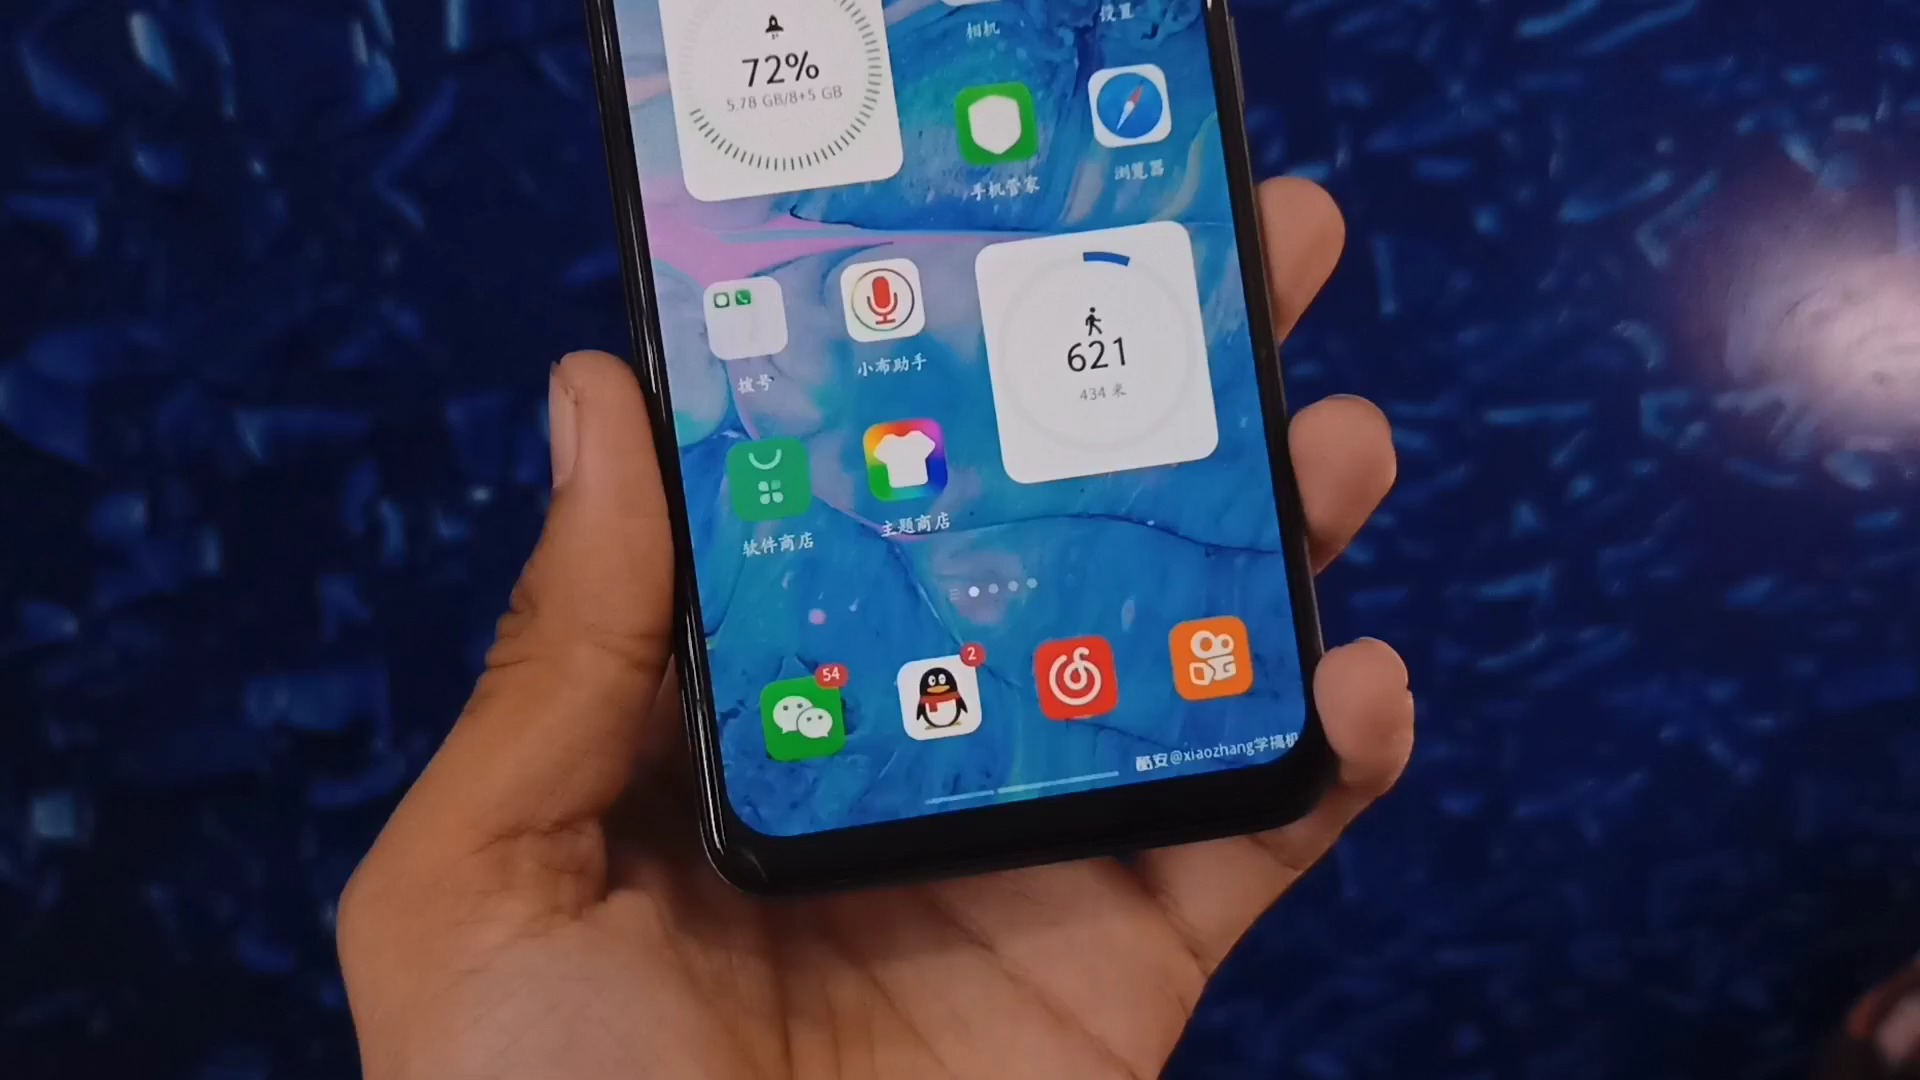 72%
5.78 GB/8+5 GB
相机
设置
手机管家
浏览器
拨号
小布助手
621
434 米
软件商店
主题商店
54
2
酷安@xiaozhang学搞机